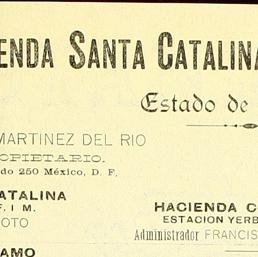 ENDA SANTA CATALINA
Estado de
MARTINEZ DEL RIO
OPIETARIO.
do 250 México, D. F.
ATALINA
F. I M.
OTO
HACIENDA C
ESTACION YERB
Administrador FRANCIS
AMO